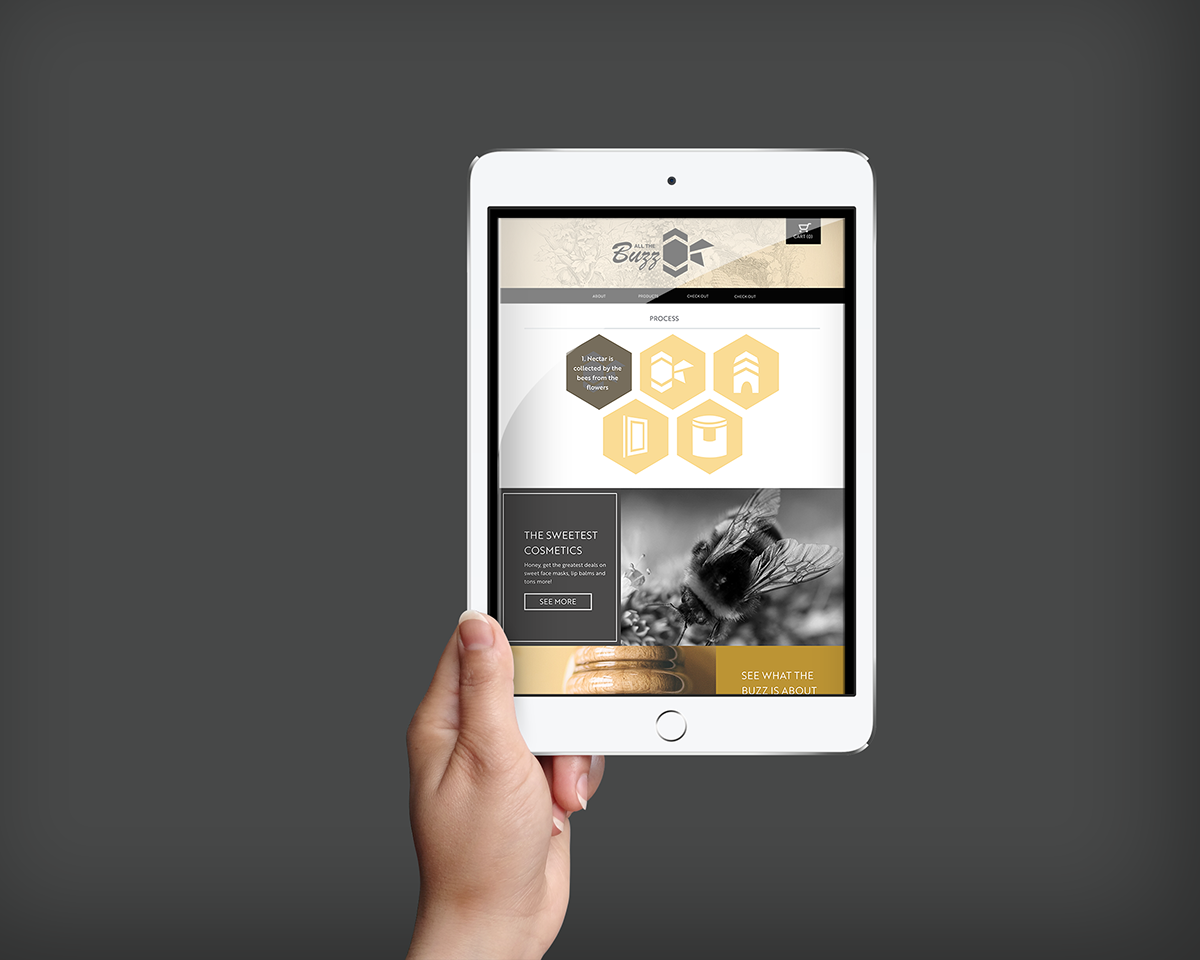 ALL THE
Buzz
CART (0)
ABOUT PRODUCTS CHECK OUT CHECK OUT
PROCESS
1. Nectar is
collected by the
bees from the
flowers
THE SWEETEST
COSMETICS
Honey, get the greatest deals on
sweet face masks, lip balms and
tons more!
SEE MORE
SEE WHAT THE
BUZZ IS ABOUT